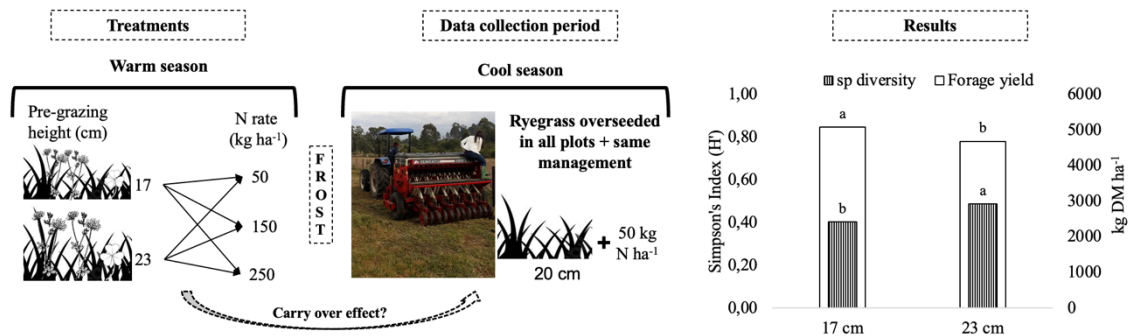 Treatments
Warm season
Pre-grazing
height (cm)
N rate
(kg ha-1)
17
23
50
150
250
FROST
Carry over effect?
Data collection period
Cool season
Ryegrass overseeded
in all plots + same
management
+
50 kg
N ha-1
20 cm
Results
sp diversity
Forage yield
1,00
0,80
0,60
0,40
0,20
0,00
Simpson's Index (H')
a
b
b
a
6000
5000
4000
3000
2000
1000
0
kg DM ha-1
17 cm
23 cm